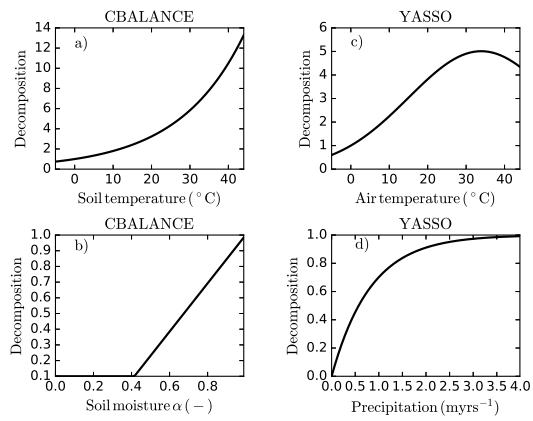 CBALANCE
a)
Decomposition
14
12
10
8
6
4
2
0
0 10 20 30 40
Soil temperature (°C)
YASSO
c)
Decomposition
6
5
4
3
2
1
0
0 10 20 30 40
Air temperature (°C)
CBALANCE
b)
Decomposition
1.0
0.9
0.8
0.7
0.6
0.5
0.4
0.3
0.2
0.1
0.0 0.2 0.4 0.6 0.8
Soil moisture α (−)
YASSO
d)
Decomposition
1.0
0.8
0.6
0.4
0.2
0.0
0.0 0.5 1.0 1.5 2.0 2.5 3.0 3.5 4.0
Precipitation (myrs⁻¹)